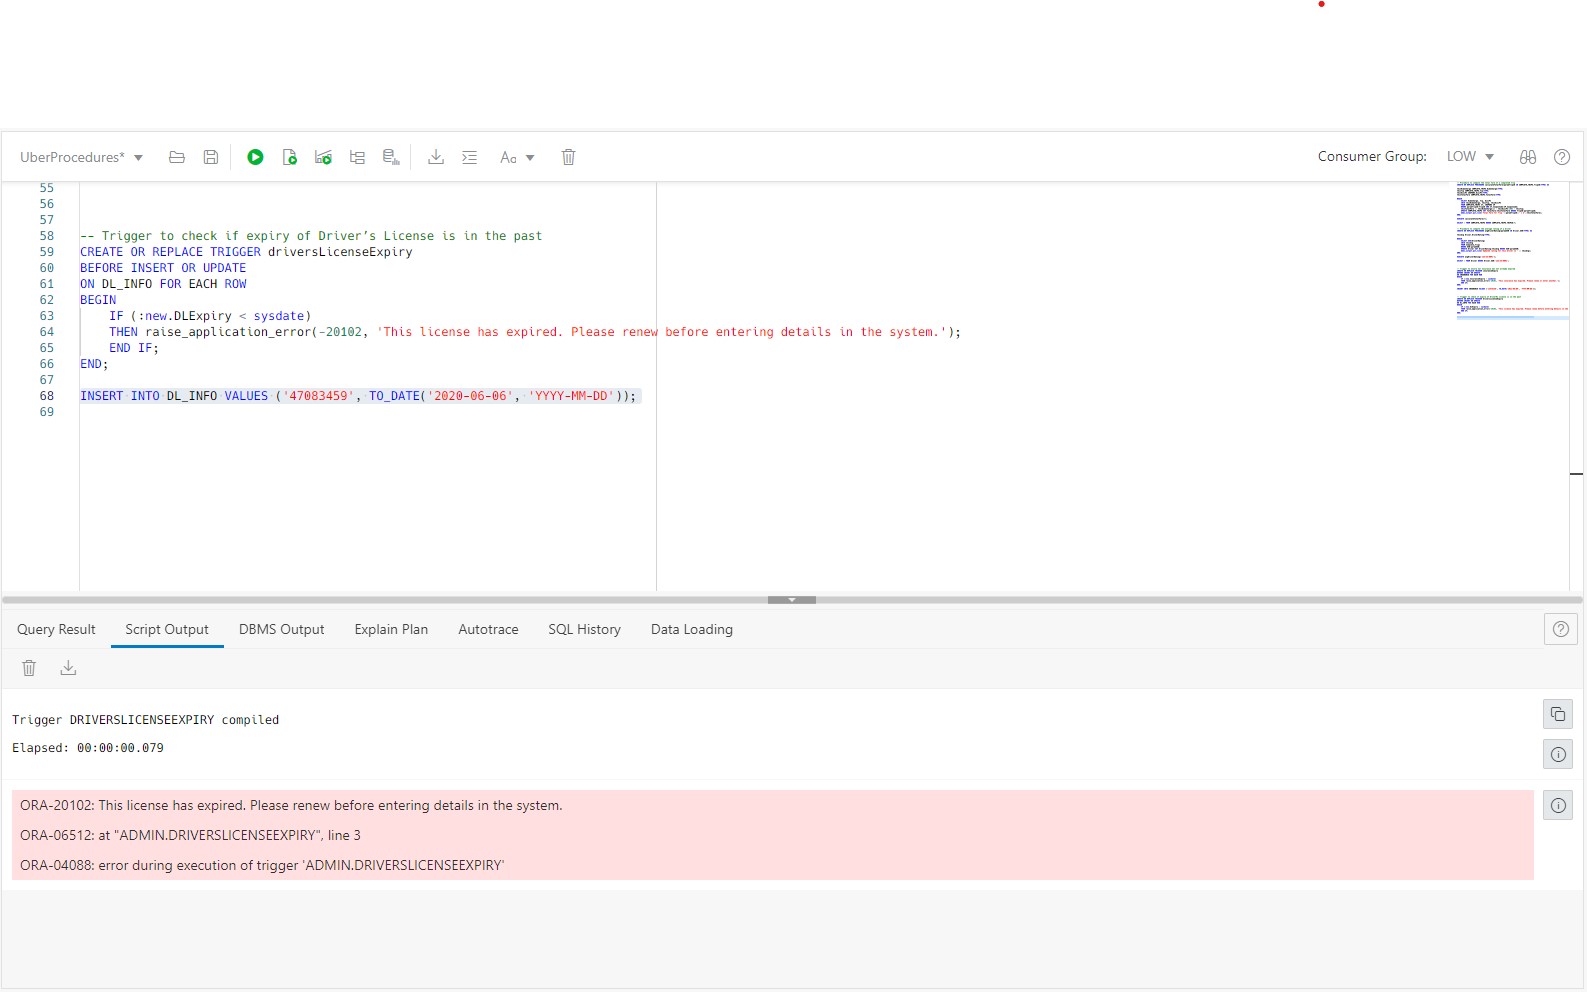 UberProcedures*
Aa
Consumer Group: LOW
55
56
57
58 -- Trigger to check if expiry of Driver’s License is in the past
59 CREATE OR REPLACE TRIGGER driversLicenseExpiry
60 BEFORE INSERT OR UPDATE
61 ON DL_INFO FOR EACH ROW
62 BEGIN
63 IF (:new.DLExpiry < sysdate)
64 THEN raise_application_error(-20102, 'This license has expired. Please renew before entering details in the system.');
65 END IF;
66 END;
67
68 INSERT INTO DL_INFO VALUES ('47083459', TO_DATE('2020-06-06', 'YYYY-MM-DD'));
69
Query Result Script Output DBMS Output Explain Plan Autotrace SQL History Data Loading
Trigger DRIVERSLICENSEEXPIRY compiled
Elapsed: 00:00:00.079
ORA-20102: This license has expired. Please renew before entering details in the system.
ORA-06512: at "ADMIN.DRIVERSLICENSEEXPIRY", line 3
ORA-04088: error during execution of trigger 'ADMIN.DRIVERSLICENSEEXPIRY'